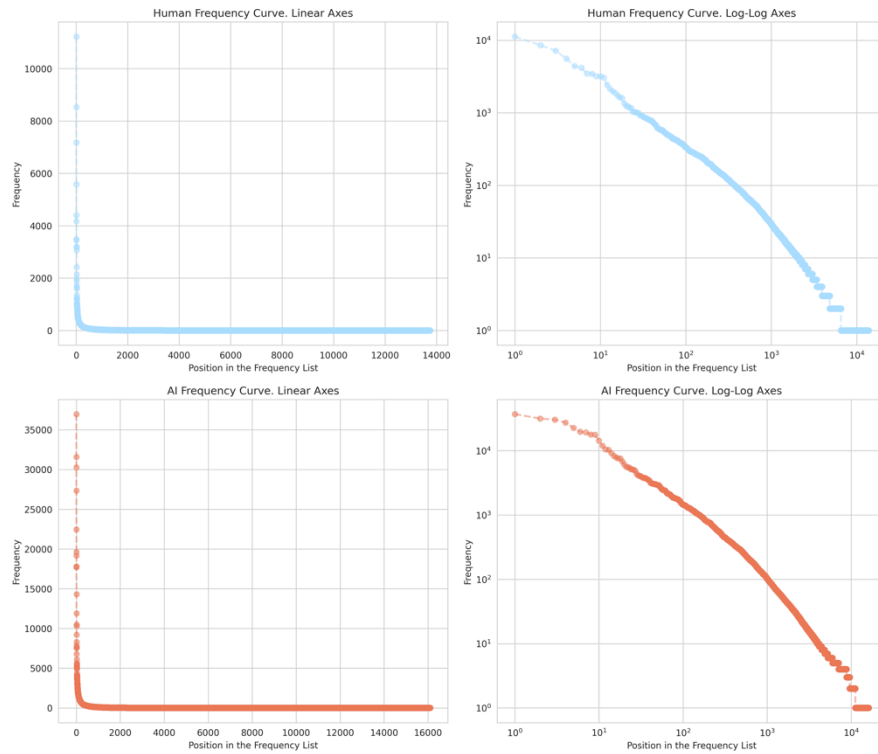 Human Frequency Curve. Linear Axes
10000
8000
6000
4000
2000
0
Frequency
0 2000 4000 6000 8000 10000 12000 14000
Position in the Frequency List
Human Frequency Curve. Log-Log Axes
10⁴
10³
10²
10¹
10⁰
Frequency
10⁰ 10¹ 10² 10³ 10⁴
Position in the Frequency List
AI Frequency Curve. Linear Axes
35000
30000
25000
20000
15000
10000
5000
0
Frequency
0 2000 4000 6000 8000 10000 12000 14000 16000
Position in the Frequency List
AI Frequency Curve. Log-Log Axes
10⁴
10³
10²
10¹
10⁰
Frequency
10⁰ 10¹ 10² 10³ 10⁴
Position in the Frequency List